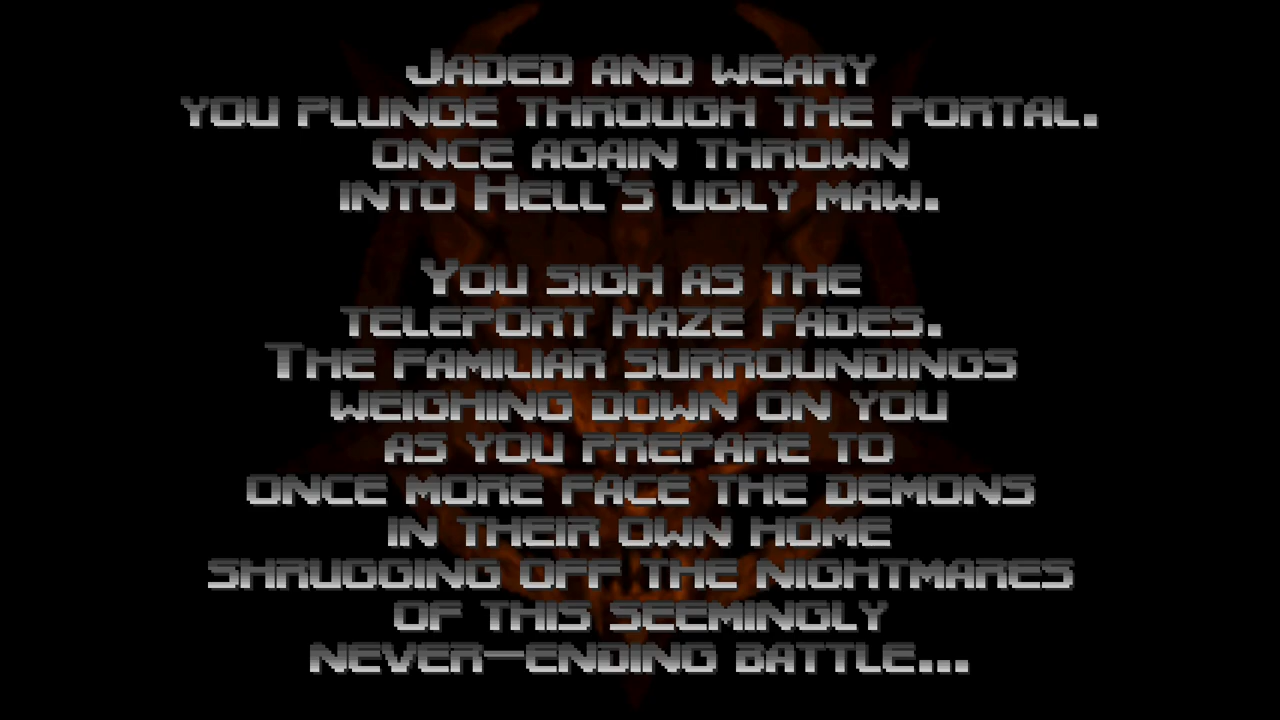 Jaded and weary
you plunge through the portal.
once again thrown
into Hell's ugly maw.
You sigh as the
teleport haze fades.
The familiar surroundings
weighing down on you
as you prepare to
once more face the demons
in their own home
shrugging off the nightmares
of this seemingly
never-ending battle...